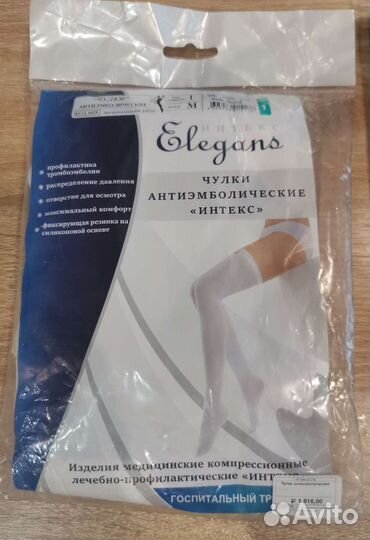 "ЧУЛКИ"
АНТИЭМБОЛИЧЕСКИЕ
I
M
ИНТЕКС
Elegans
ЧУЛКИ
АНТИЭМБОЛИЧЕСКИЕ
«ИНТЕКС»
• профилактика
тромбоэмболии
• распределение давления
• отверстие для осмотра
• максимальный комфорт
• фиксирующая резинка на
силиконовой основе
Изделия медицинские компрессионные
лечебно-профилактические «ИНТЕ
ГОСПИТАЛЬНЫЙ ТР
Avito